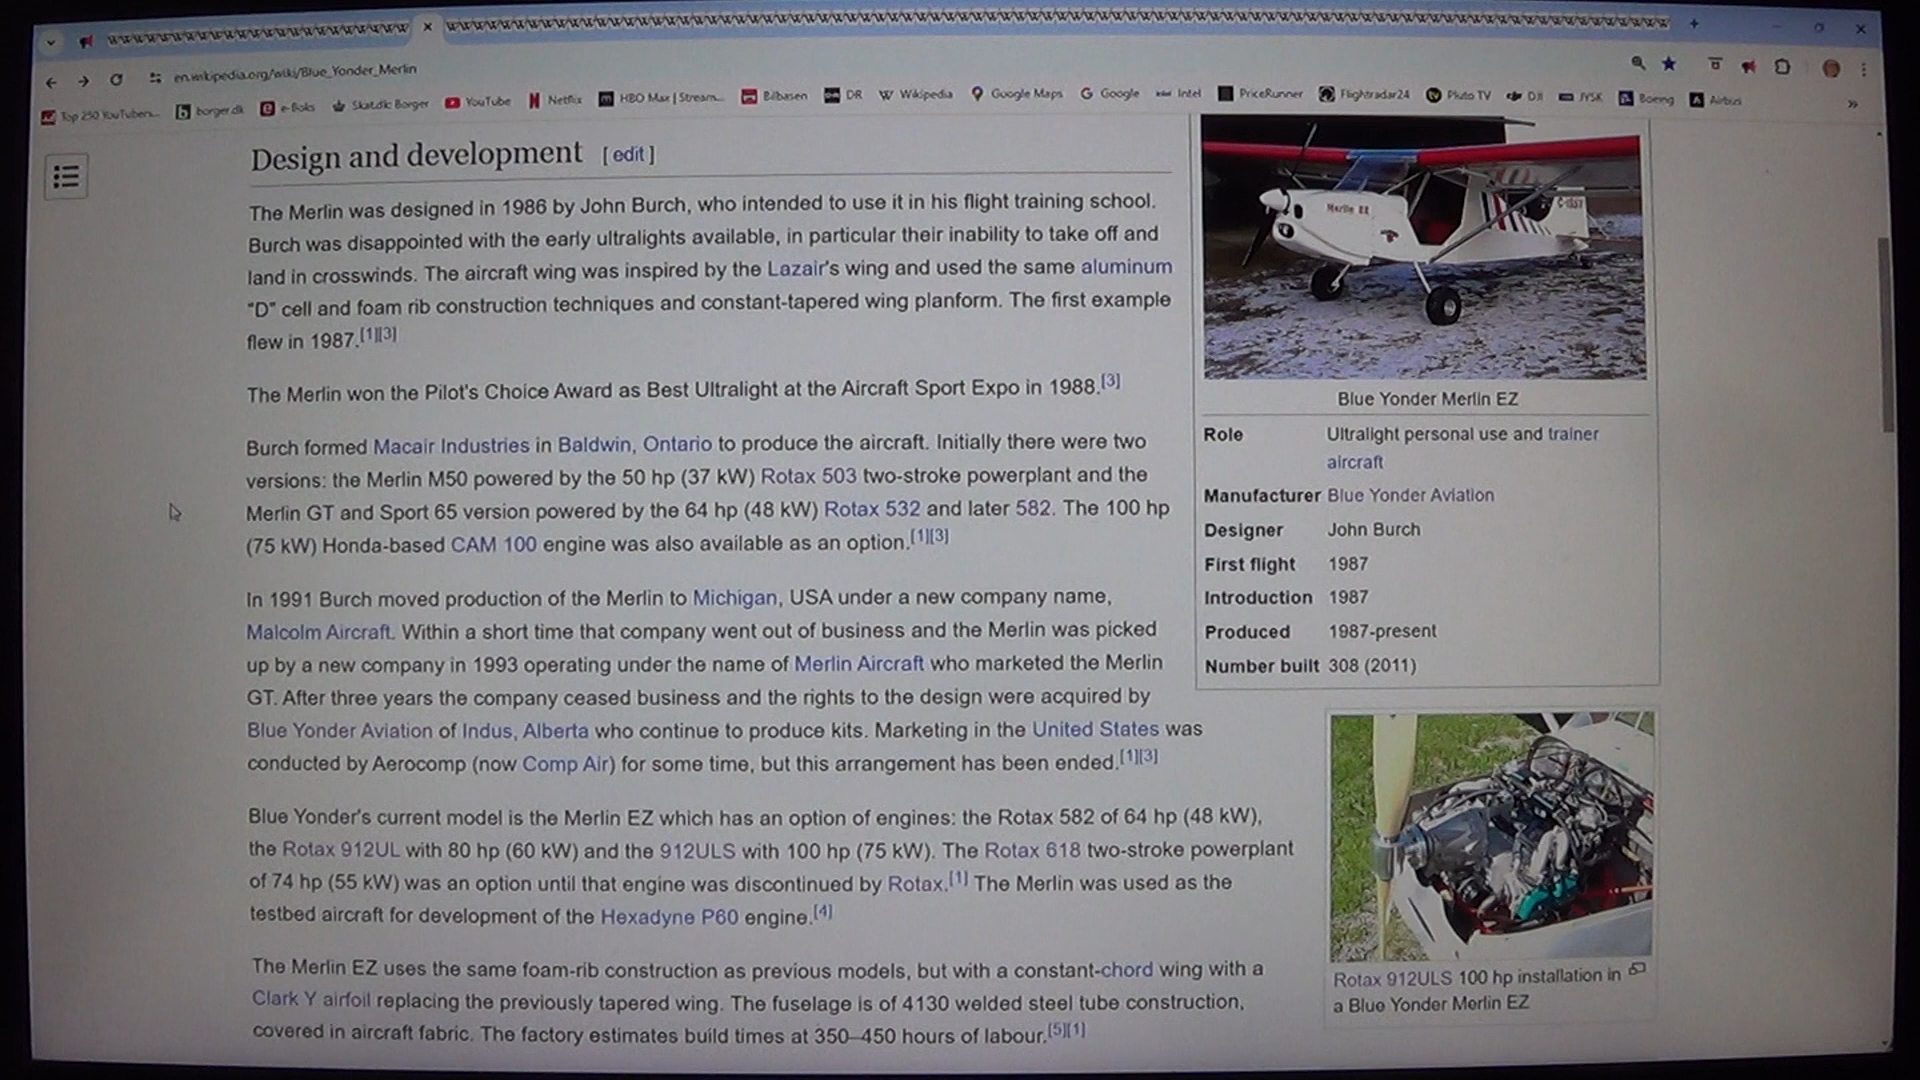 en.wikipedia.org/wiki/Blue_Yonder_Merlin
Top 250 YouTubers...
borger.dk
e-Boks
Skat.dk: Borger
YouTube
Netflix
HBO Max | Stream...
Bilbasen
DR
Wikipedia
Google Maps
Google
Intel
PriceRunner
Flightradar24
Pluto TV
DJI
JYSK
Boeing
Airbus
Design and development [ edit ]
The Merlin was designed in 1986 by John Burch, who intended to use it in his flight training school.
Burch was disappointed with the early ultralights available, in particular their inability to take off and
land in crosswinds. The aircraft wing was inspired by the Lazair's wing and used the same aluminum
"D" cell and foam rib construction techniques and constant-tapered wing planform. The first example
flew in 1987.[1][3]
The Merlin won the Pilot's Choice Award as Best Ultralight at the Aircraft Sport Expo in 1988.[3]
Burch formed Macair Industries in Baldwin, Ontario to produce the aircraft. Initially there were two
versions: the Merlin M50 powered by the 50 hp (37 kW) Rotax 503 two-stroke powerplant and the
Merlin GT and Sport 65 version powered by the 64 hp (48 kW) Rotax 532 and later 582. The 100 hp
(75 kW) Honda-based CAM 100 engine was also available as an option.[1][3]
In 1991 Burch moved production of the Merlin to Michigan, USA under a new company name,
Malcolm Aircraft. Within a short time that company went out of business and the Merlin was picked
up by a new company in 1993 operating under the name of Merlin Aircraft who marketed the Merlin
GT. After three years the company ceased business and the rights to the design were acquired by
Blue Yonder Aviation of Indus, Alberta who continue to produce kits. Marketing in the United States was
conducted by Aerocomp (now Comp Air) for some time, but this arrangement has been ended.[1][3]
Blue Yonder's current model is the Merlin EZ which has an option of engines: the Rotax 582 of 64 hp (48 kW),
the Rotax 912UL with 80 hp (60 kW) and the 912ULS with 100 hp (75 kW). The Rotax 618 two-stroke powerplant
of 74 hp (55 kW) was an option until that engine was discontinued by Rotax.[1] The Merlin was used as the
testbed aircraft for development of the Hexadyne P60 engine.[4]
The Merlin EZ uses the same foam-rib construction as previous models, but with a constant-chord wing with a
Clark Y airfoil replacing the previously tapered wing. The fuselage is of 4130 welded steel tube construction,
covered in aircraft fabric. The factory estimates build times at 350–450 hours of labour.[5][1]
Merlin EZ
Blue Yonder Merlin EZ
Role Ultralight personal use and trainer
aircraft
Manufacturer Blue Yonder Aviation
Designer John Burch
First flight 1987
Introduction 1987
Produced 1987-present
Number built 308 (2011)
Rotax 912ULS 100 hp installation in
a Blue Yonder Merlin EZ